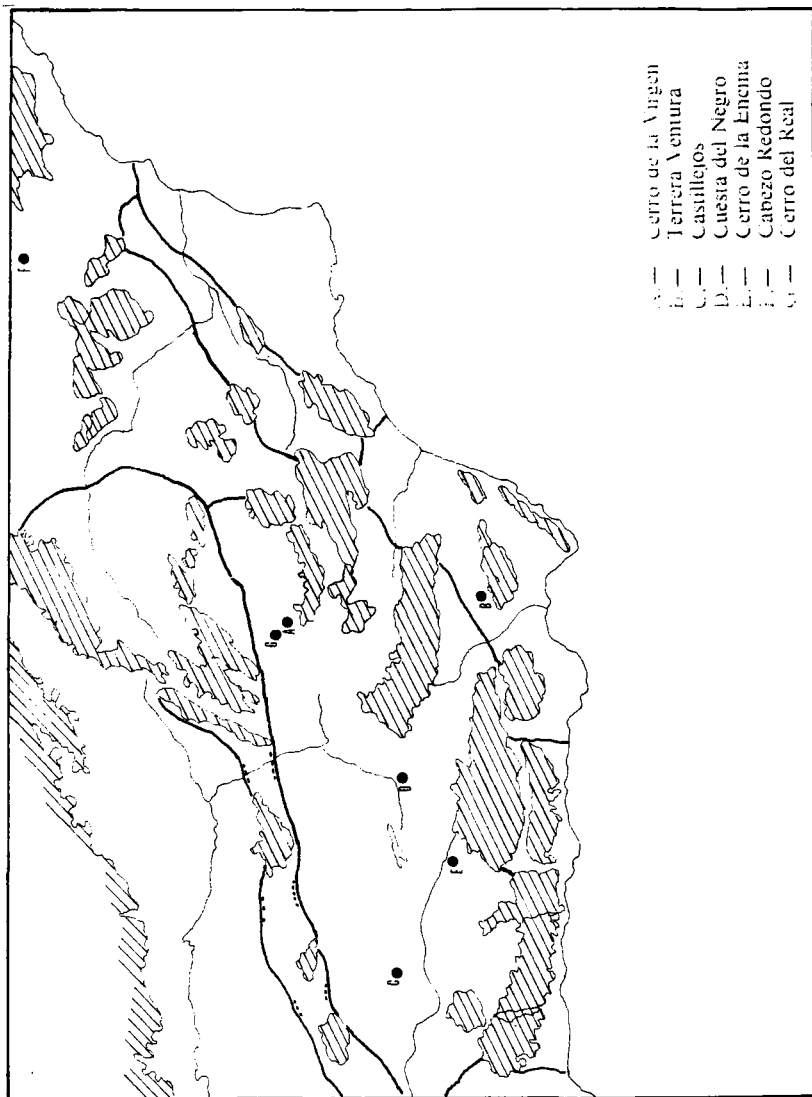 A.— Cerro de la Virgen
B.— Terrera Ventura
C.— Castillejos
D.— Cuesta del Negro
E.— Cerro de la Encina
F.— Cabezo Redondo
G.— Cerro del Real
F
G
A
B
D
E
C